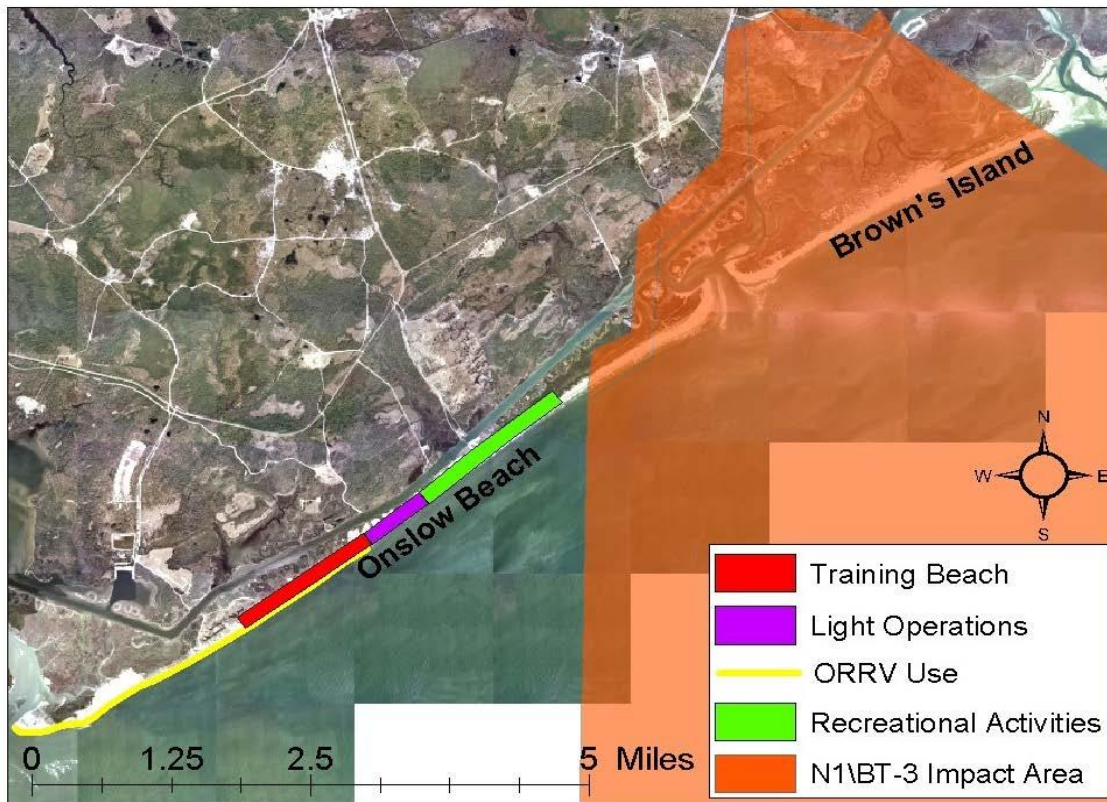 Brown's Island
Onslow Beach
N
W
E
S
0 1.25 2.5 5 Miles
Training Beach
Light Operations
ORRV Use
Recreational Activities
N1\BT-3 Impact Area